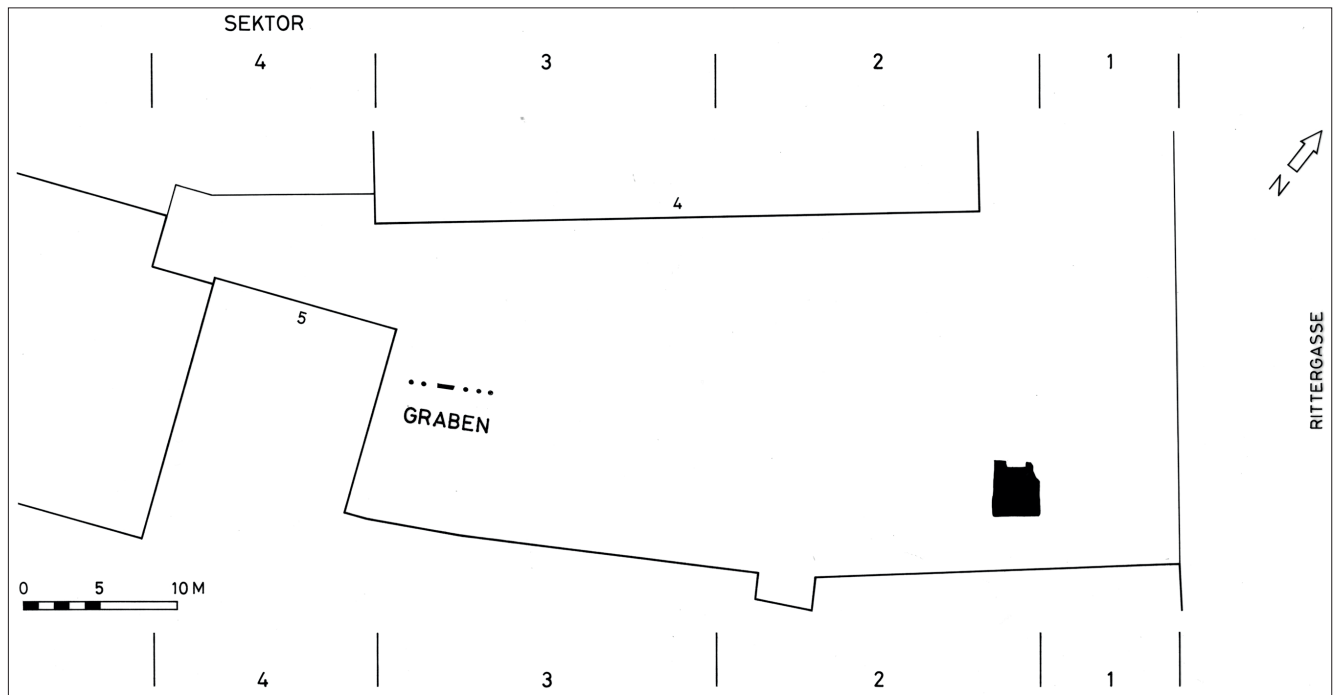 SEKTOR
4 3 2 1
N
4
5
RITTERGASSE
GRABEN
0 5 10 M
4 3 2 1